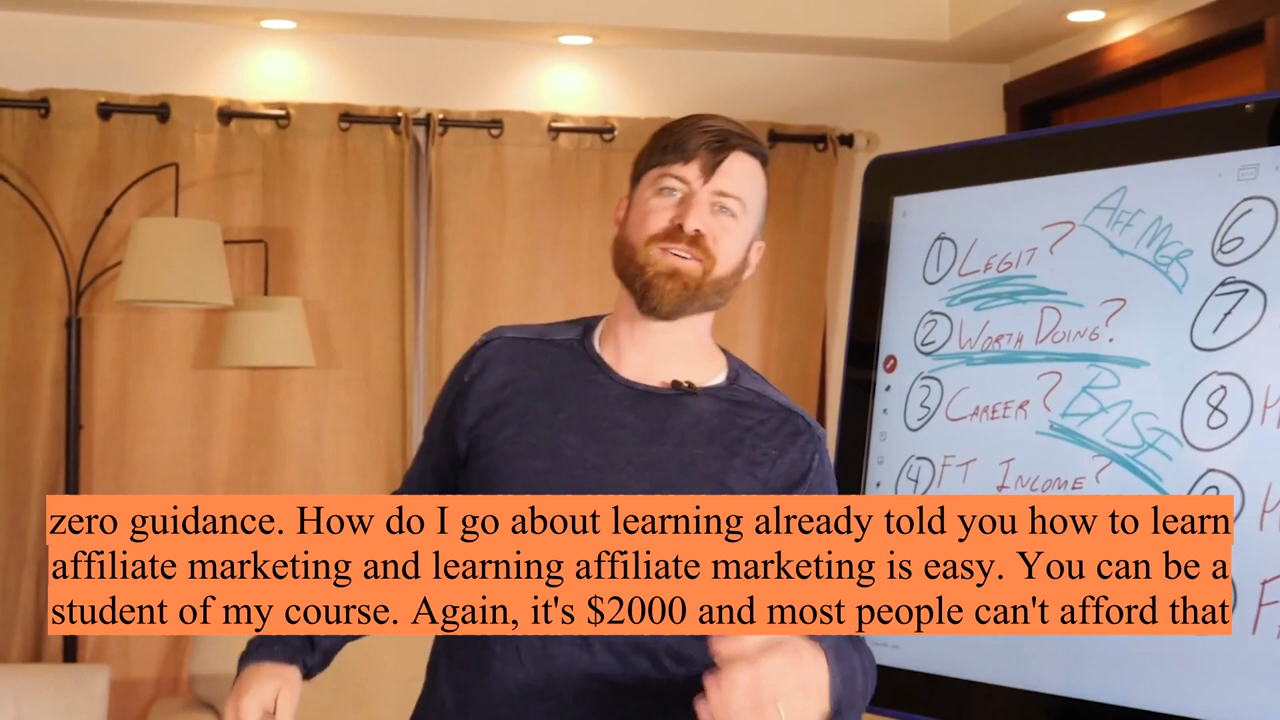 AFF MGR
① LEGIT?
② WORTH DOING?
③ CAREER? BASE
④ FT INCOME?
⑥
⑦
⑧
zero guidance. How do I go about learning already told you how to learn
affiliate marketing and learning affiliate marketing is easy. You can be a
student of my course. Again, it's $2000 and most people can't afford that